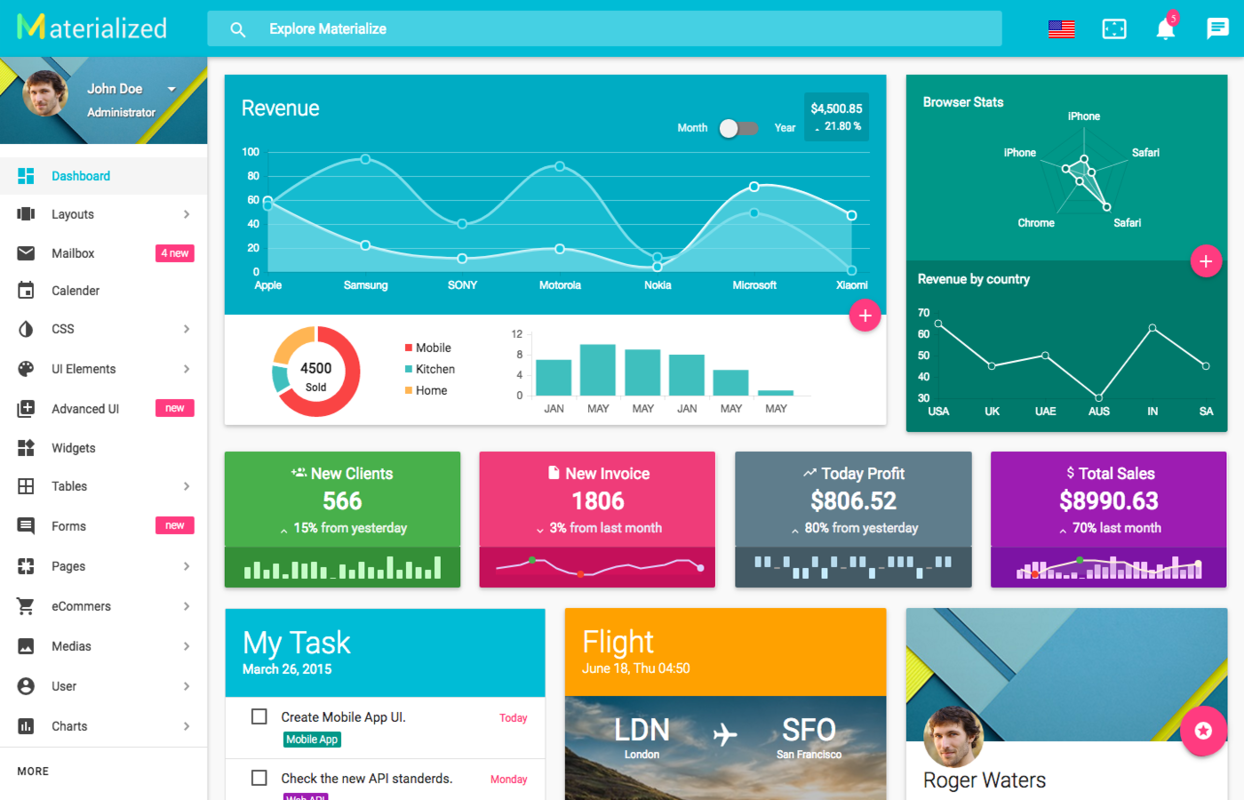 Materialized
Explore Materialize
5
John Doe
Administrator
Dashboard
Layouts
Mailbox
4 new
Calender
CSS
UI Elements
Advanced UI
new
Widgets
Tables
Forms
new
Pages
eCommers
Medias
User
Charts
MORE
Revenue
Month
Year
$4,500.85
21.80 %
100
80
60
40
20
0
Apple
Samsung
SONY
Motorola
Nokia
Microsoft
Xiaomi
4500
Sold
Mobile
Kitchen
Home
12
8
4
0
JAN
MAY
MAY
JAN
MAY
MAY
Browser Stats
iPhone
iPhone
Safari
Chrome
Safari
Revenue by country
70
60
50
40
30
USA
UK
UAE
AUS
IN
SA
New Clients
566
15% from yesterday
New Invoice
1806
3% from last month
Today Profit
$806.52
80% from yesterday
$ Total Sales
$8990.63
70% last month
My Task
March 26, 2015
Create Mobile App UI.
Today
Mobile App
Check the new API standerds.
Monday
Web API
Flight
June 18, Thu 04:50
LDN
London
SFO
San Francisco
Roger Waters